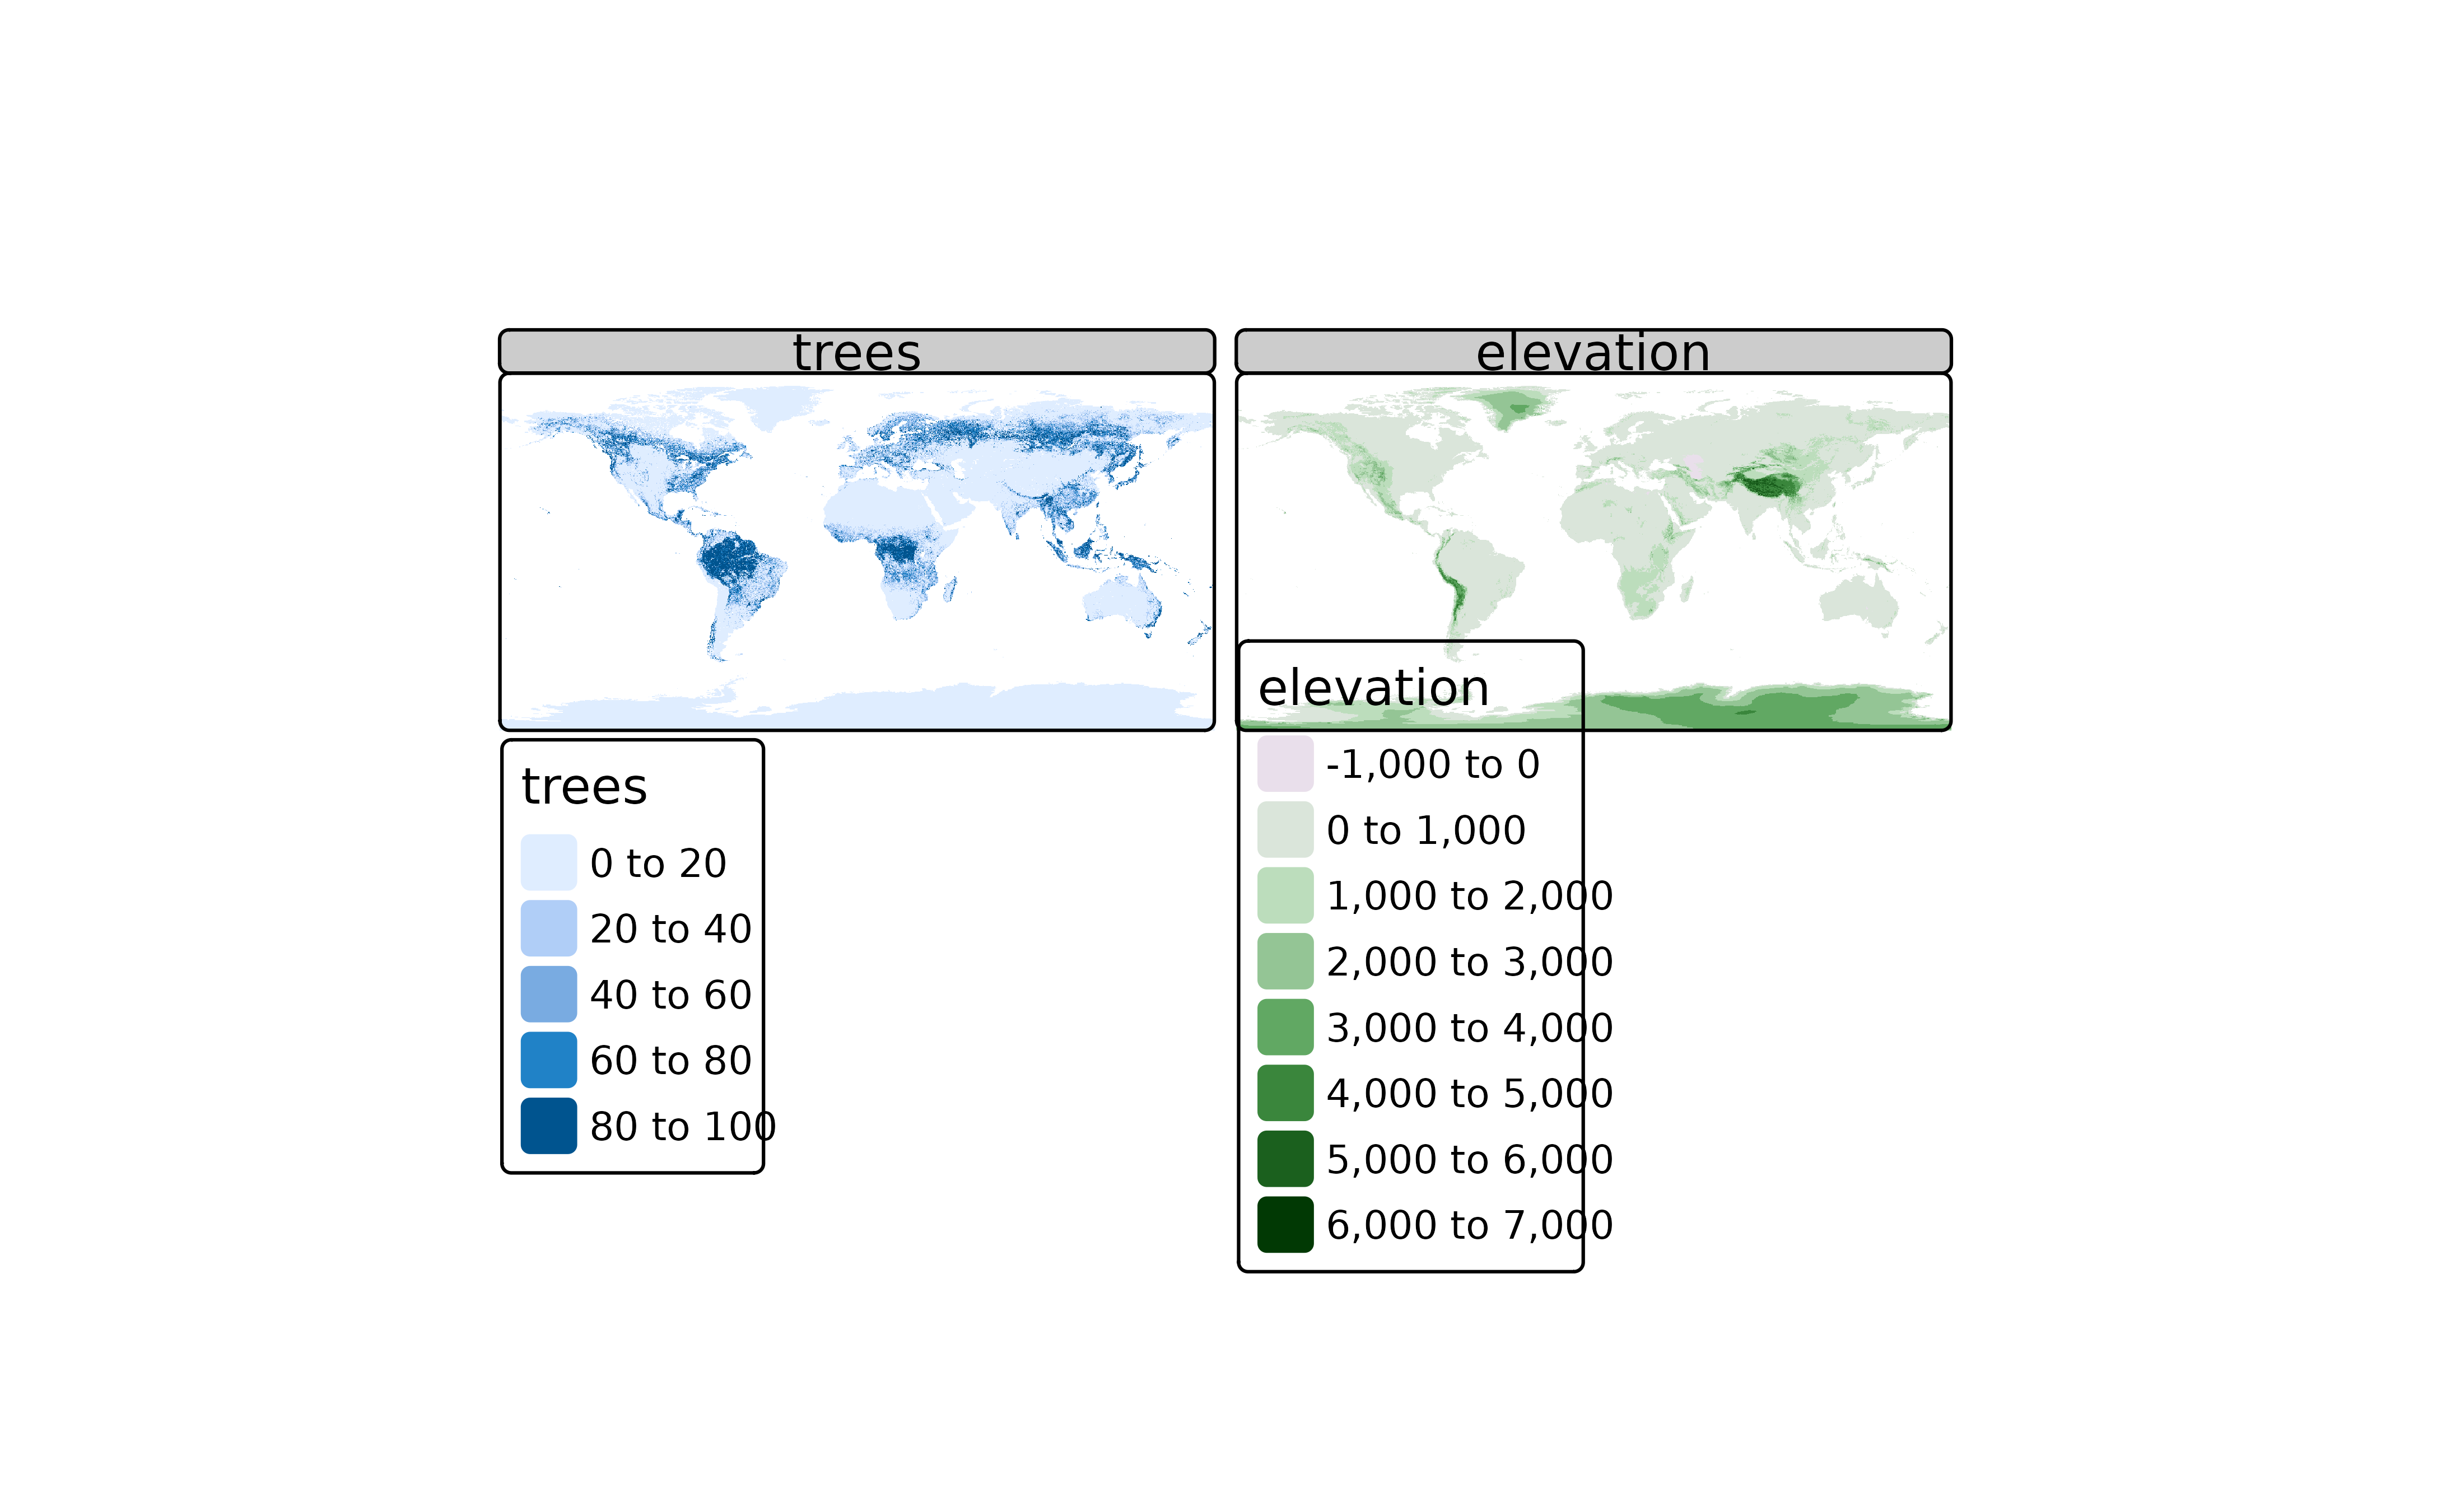 trees
elevation
trees
0 to 20
20 to 40
40 to 60
60 to 80
80 to 100
elevation
-1,000 to 0
0 to 1,000
1,000 to 2,000
2,000 to 3,000
3,000 to 4,000
4,000 to 5,000
5,000 to 6,000
6,000 to 7,000